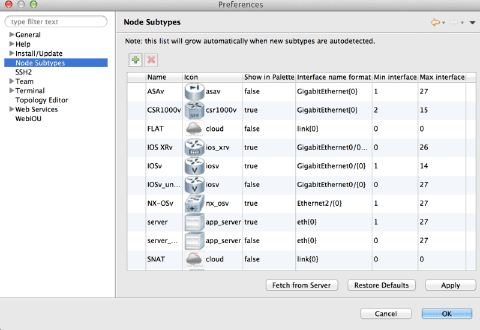 Preferences
type filter text
Node Subtypes
General
Help
Install/Update
Node Subtypes
SSH2
Team
Terminal
Topology Editor
Web Services
WebIOU
Note: this list will grow automatically when new subtypes are autodetected.
Name Icon Show in Palette Interface name format Min interface Max interface
ASAv asav false GigabitEthernet{0} 1 27
CSR1000v csr1000v true GigabitEthernet{0} 2 15
FLAT cloud false link{0} 0 0
IOS XRv ios_xrv true GigabitEthernet0/0... 0 26
IOSv iosv true GigabitEthernet0/{0} 1 14
IOSv_un... iosv false GigabitEthernet0/{0} 0 27
NX-OSv nx_osv true Ethernet2/{0} 1 27
server app_server true eth{0} 1 27
server_... app_server false eth{0} 0 27
SNAT cloud false link{0} 0 0
Fetch from Server Restore Defaults Apply
Cancel OK